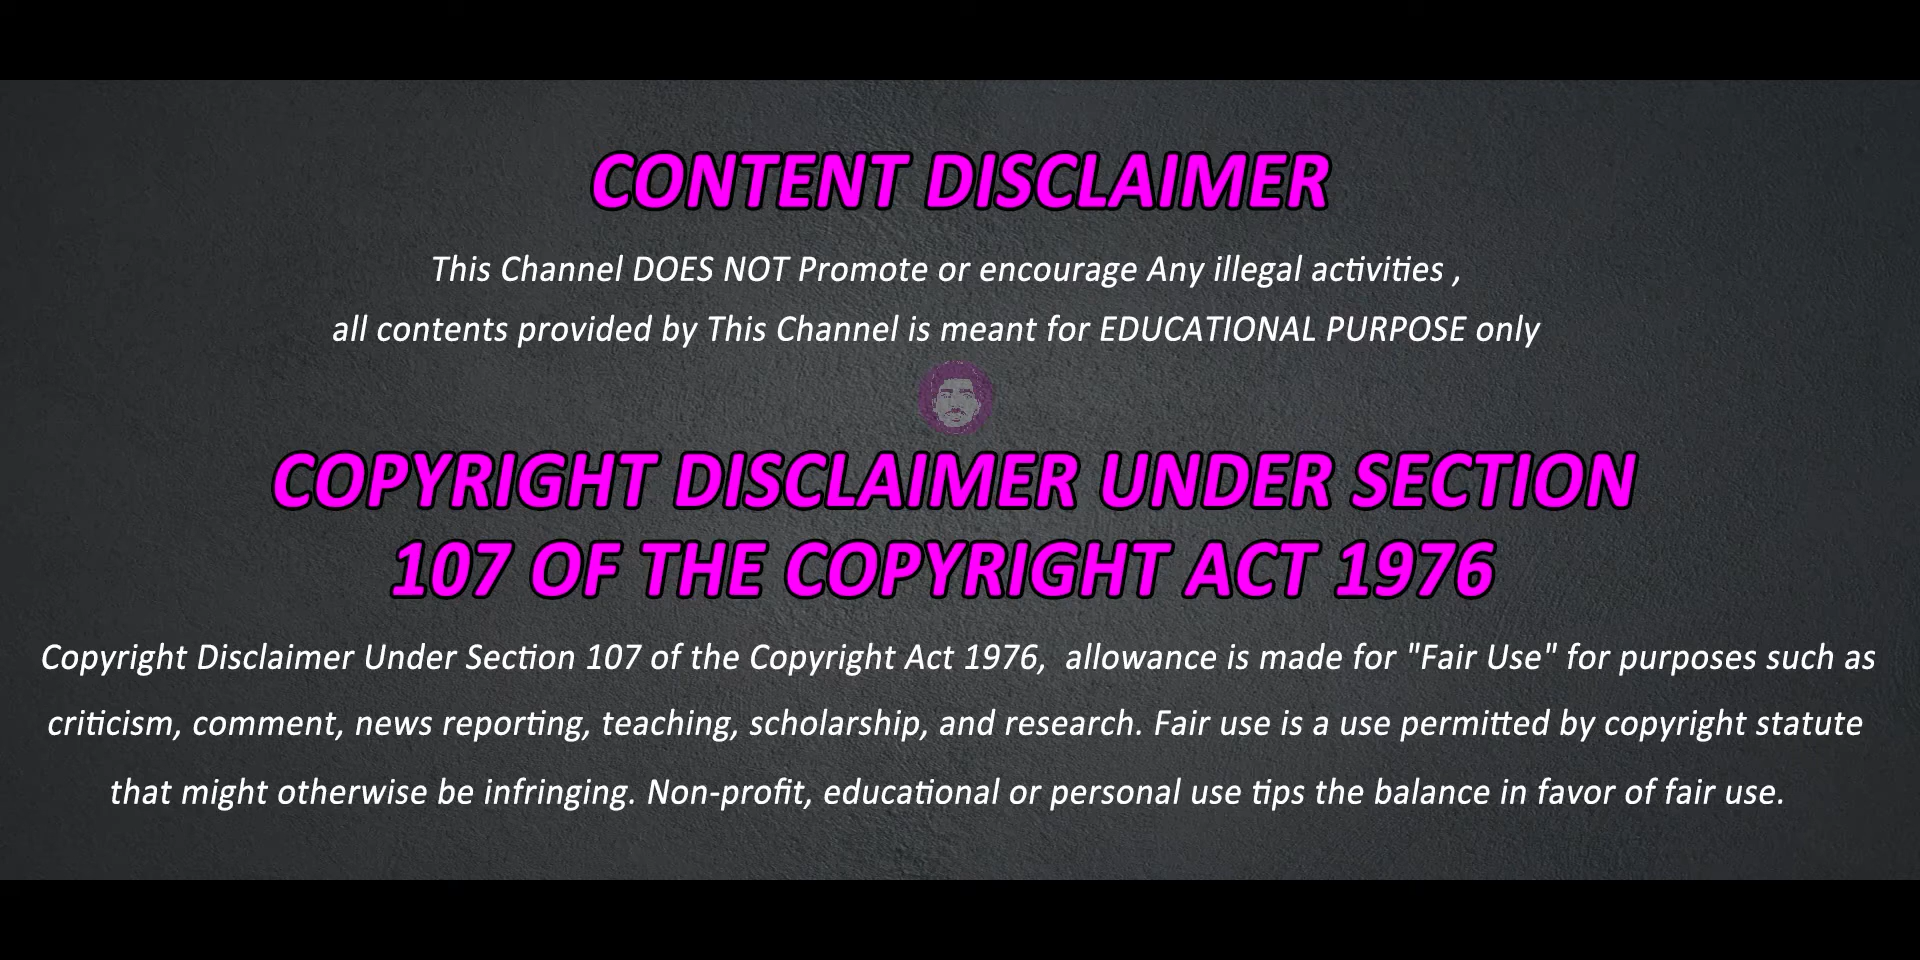 CONTENT DISCLAIMER
This Channel DOES NOT Promote or encourage Any illegal activities ,
all contents provided by This Channel is meant for EDUCATIONAL PURPOSE only
COPYRIGHT DISCLAIMER UNDER SECTION
107 OF THE COPYRIGHT ACT 1976
Copyright Disclaimer Under Section 107 of the Copyright Act 1976,  allowance is made for "Fair Use" for purposes such as
criticism, comment, news reporting, teaching, scholarship, and research. Fair use is a use permitted by copyright statute
that might otherwise be infringing. Non-profit, educational or personal use tips the balance in favor of fair use.